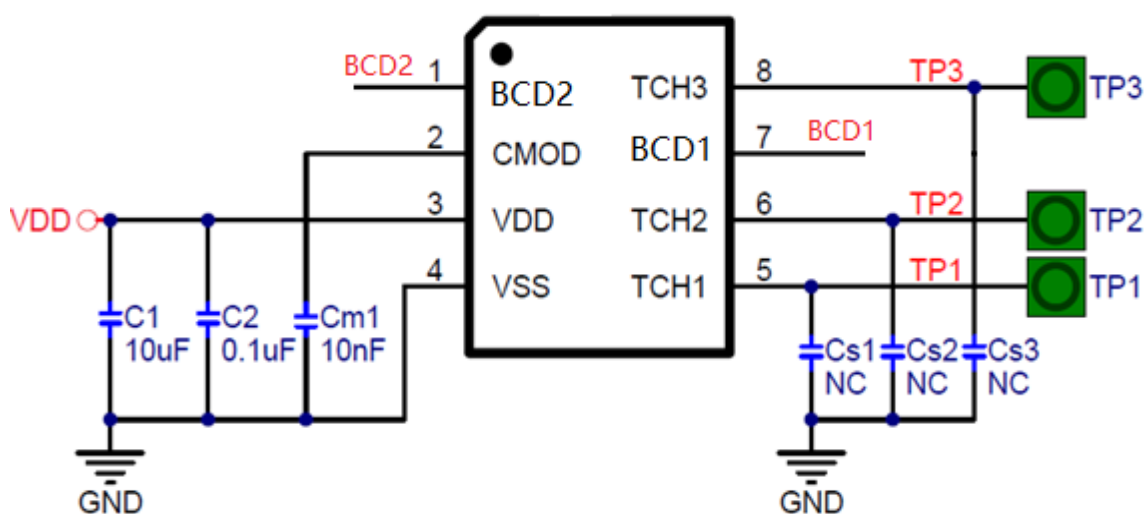 BCD2 1 BCD2 TCH3 8 TP3 TP3
2 CMOD BCD1 7 BCD1
VDD 3 VDD TCH2 6 TP2 TP2
4 VSS TCH1 5 TP1 TP1
C1 C2 Cm1 Cs1 Cs2 Cs3
10uF 0.1uF 10nF NC NC NC
GND GND